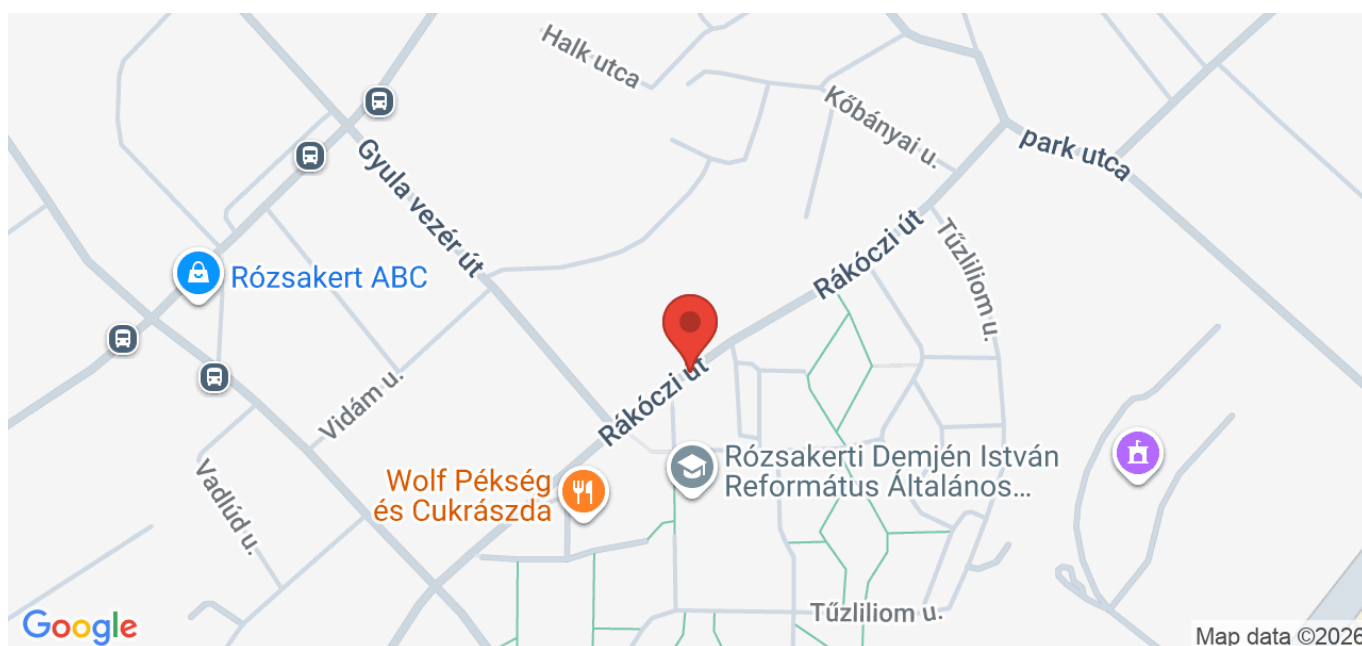 Halk utca
Kőbányai u.
park utca
Gyula vezér út
Rákóczi út
Tűzliliom u.
Rózsakert ABC
Rákóczi út
Vidám u.
Vadlúd u.
Wolf Pékség
és Cukrászda
Rózsakerti Demjén István
Református Általános...
Tűzliliom u.
Google
Map data ©2026